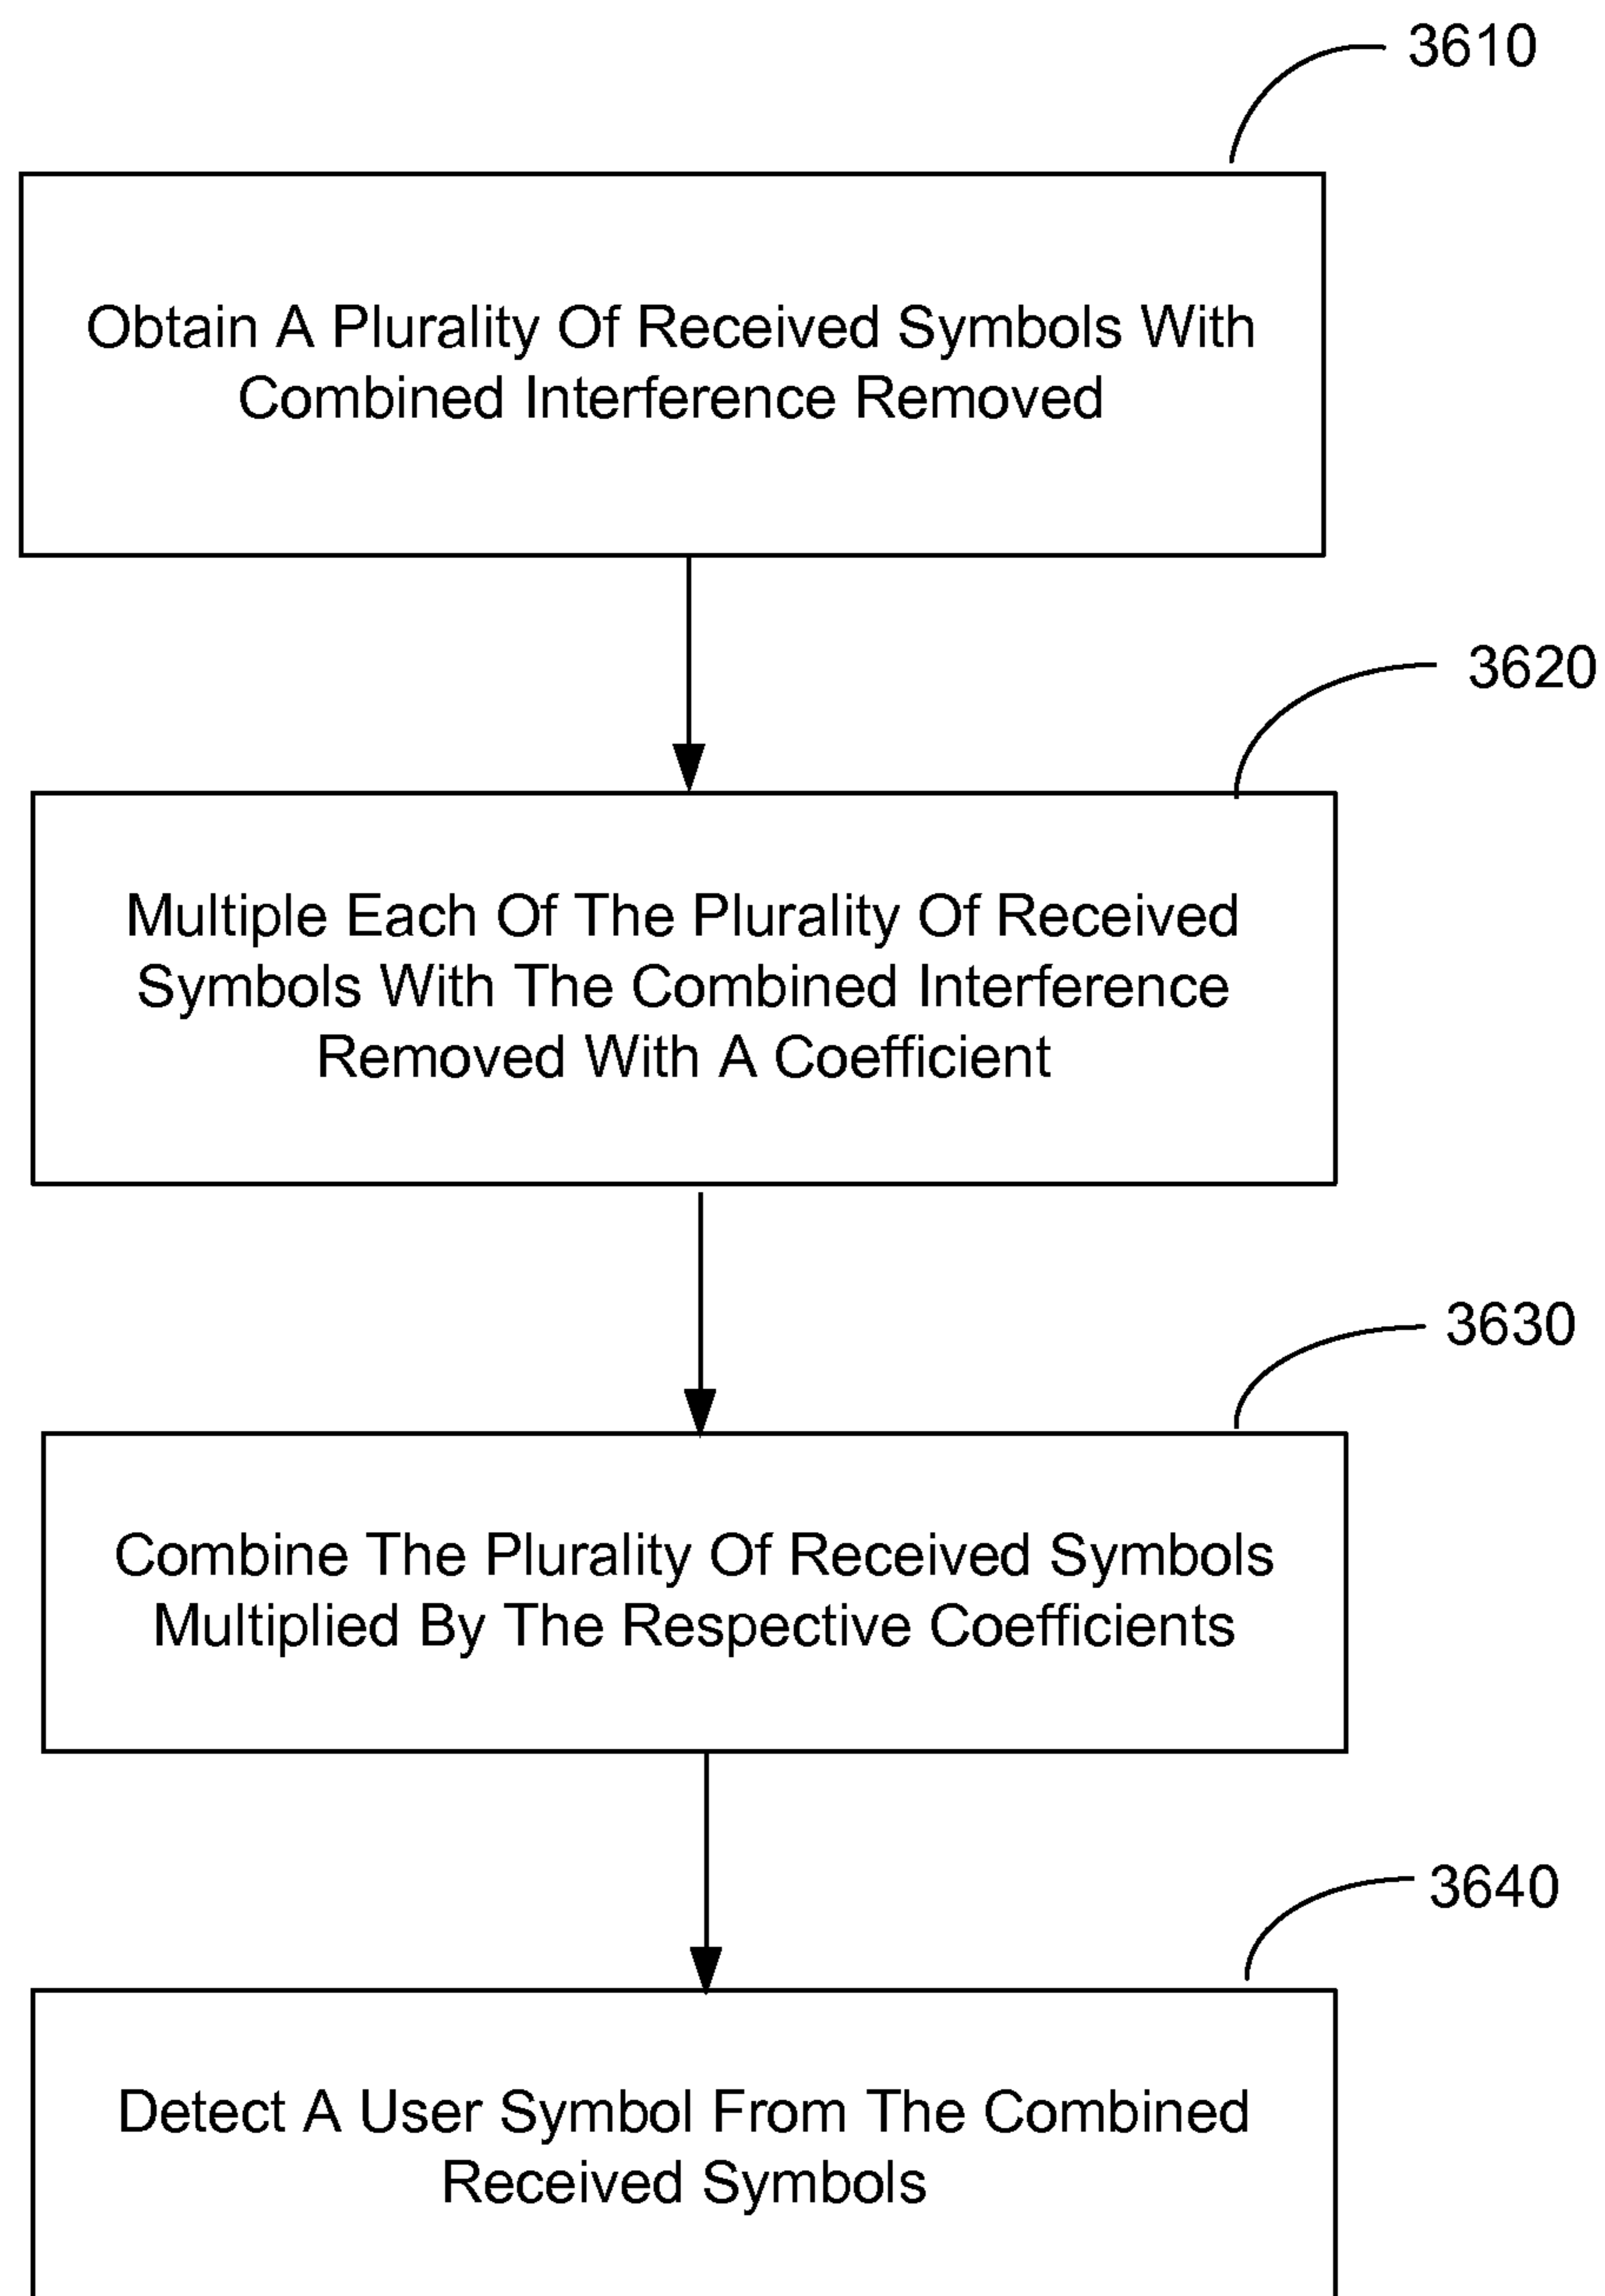 3610
Obtain A Plurality Of Received Symbols With
Combined Interference Removed
3620
Multiple Each Of The Plurality Of Received
Symbols With The Combined Interference
Removed With A Coefficient
3630
Combine The Plurality Of Received Symbols
Multiplied By The Respective Coefficients
3640
Detect A User Symbol From The Combined
Received Symbols